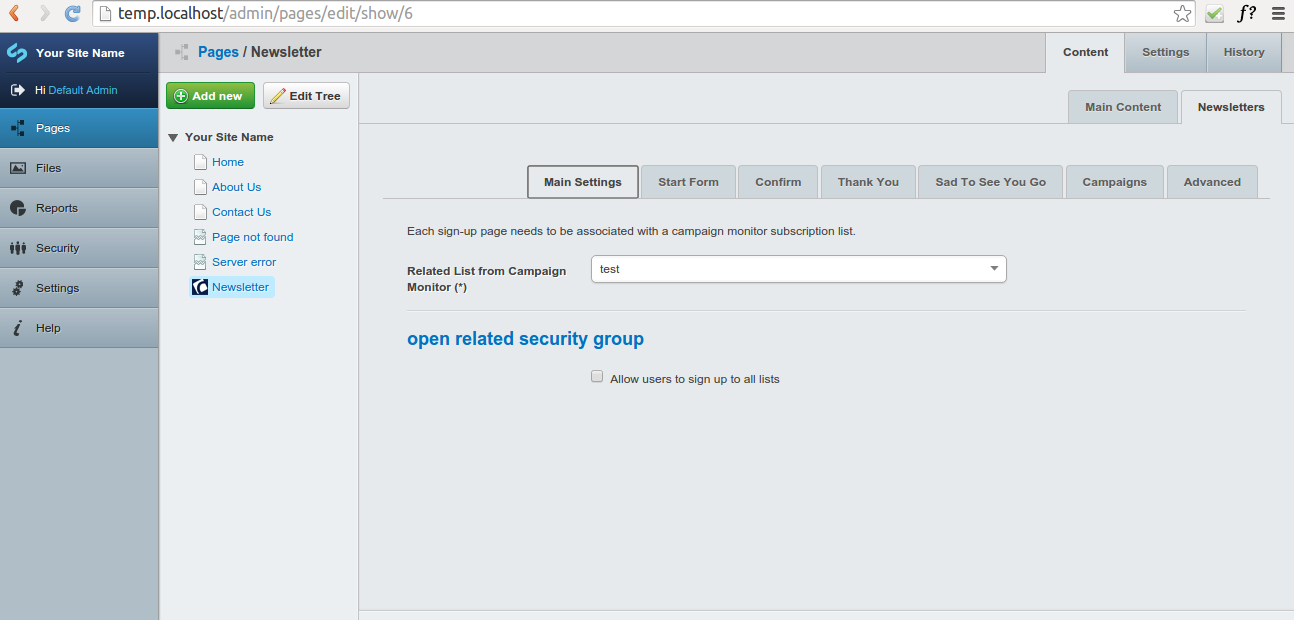 temp.localhost/admin/pages/edit/show/6
f?
Your Site Name
Pages / Newsletter
Content
Settings
History
Hi Default Admin
Add new
Edit Tree
Main Content
Newsletters
Pages
Files
Reports
Security
Settings
Help
Your Site Name
Home
About Us
Contact Us
Page not found
Server error
Newsletter
Main Settings
Start Form
Confirm
Thank You
Sad To See You Go
Campaigns
Advanced
Each sign-up page needs to be associated with a campaign monitor subscription list.
Related List from Campaign
Monitor (*)
test
open related security group
Allow users to sign up to all lists